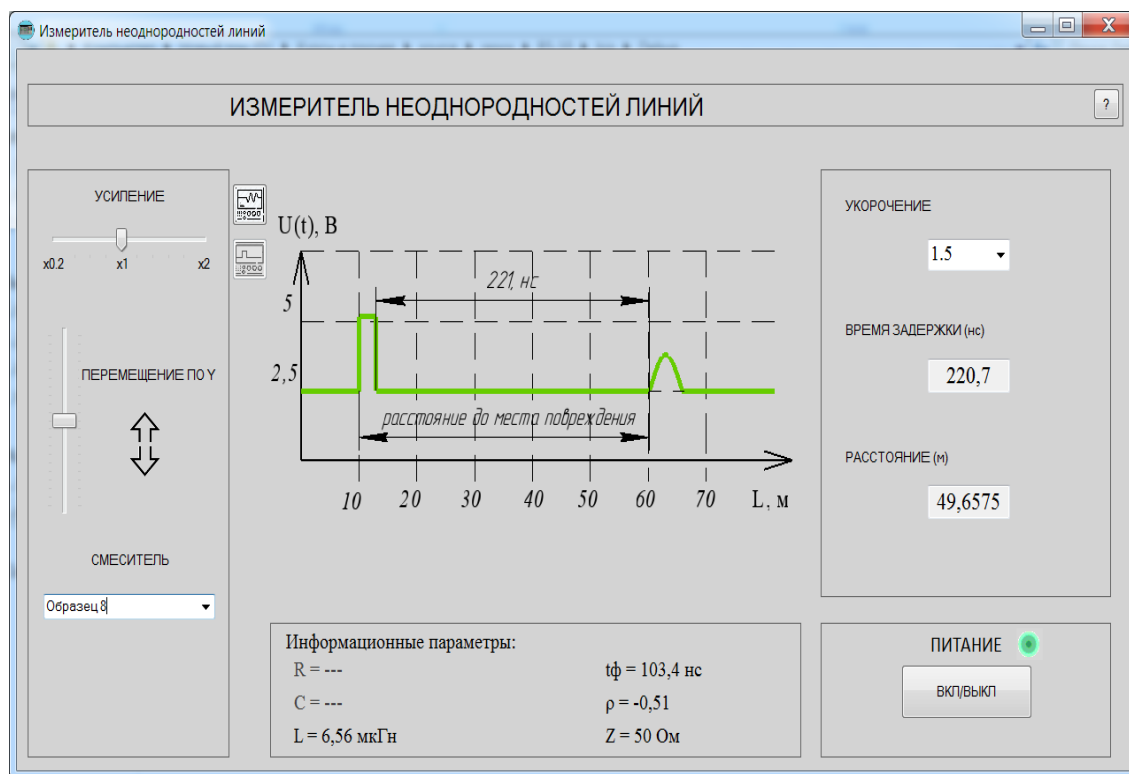 Измеритель неоднородностей линий
ИЗМЕРИТЕЛЬ НЕОДНОРОДНОСТЕЙ ЛИНИЙ
?
УСИЛЕНИЕ
x0.2 x1 x2
ПЕРЕМЕЩЕНИЕ ПО Y
СМЕСИТЕЛЬ
Образец 8
U(t), В
221, нс
5
2,5
расстояние до места повреждения
10 20 30 40 50 60 70 L, м
УКОРОЧЕНИЕ
1.5
ВРЕМЯ ЗАДЕРЖКИ (нс)
220,7
РАССТОЯНИЕ (м)
49,6575
Информационные параметры:
R = --- tф = 103,4 нс
C = --- ρ = -0,51
L = 6,56 мкГн Z = 50 Ом
ПИТАНИЕ
ВКЛ/ВЫКЛ